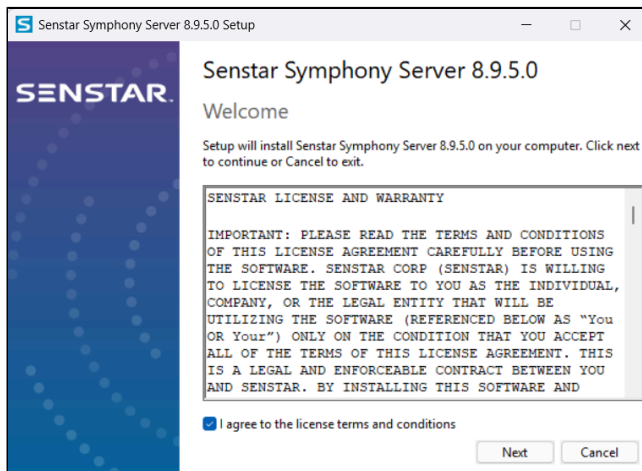 Senstar Symphony Server 8.9.5.0 Setup
SENSTAR.
Senstar Symphony Server 8.9.5.0
Welcome
Setup will install Senstar Symphony Server 8.9.5.0 on your computer. Click next
to continue or Cancel to exit.
SENSTAR LICENSE AND WARRANTY
IMPORTANT: PLEASE READ THE TERMS AND CONDITIONS
OF THIS LICENSE AGREEMENT CAREFULLY BEFORE USING
THE SOFTWARE. SENSTAR CORP (SENSTAR) IS WILLING
TO LICENSE THE SOFTWARE TO YOU AS THE INDIVIDUAL,
COMPANY, OR THE LEGAL ENTITY THAT WILL BE
UTILIZING THE SOFTWARE (REFERENCED BELOW AS “You
OR Your”) ONLY ON THE CONDITION THAT YOU ACCEPT
ALL OF THE TERMS OF THIS LICENSE AGREEMENT. THIS
IS A LEGAL AND ENFORCEABLE CONTRACT BETWEEN YOU
AND SENSTAR. BY INSTALLING THIS SOFTWARE AND
I agree to the license terms and conditions
Next
Cancel